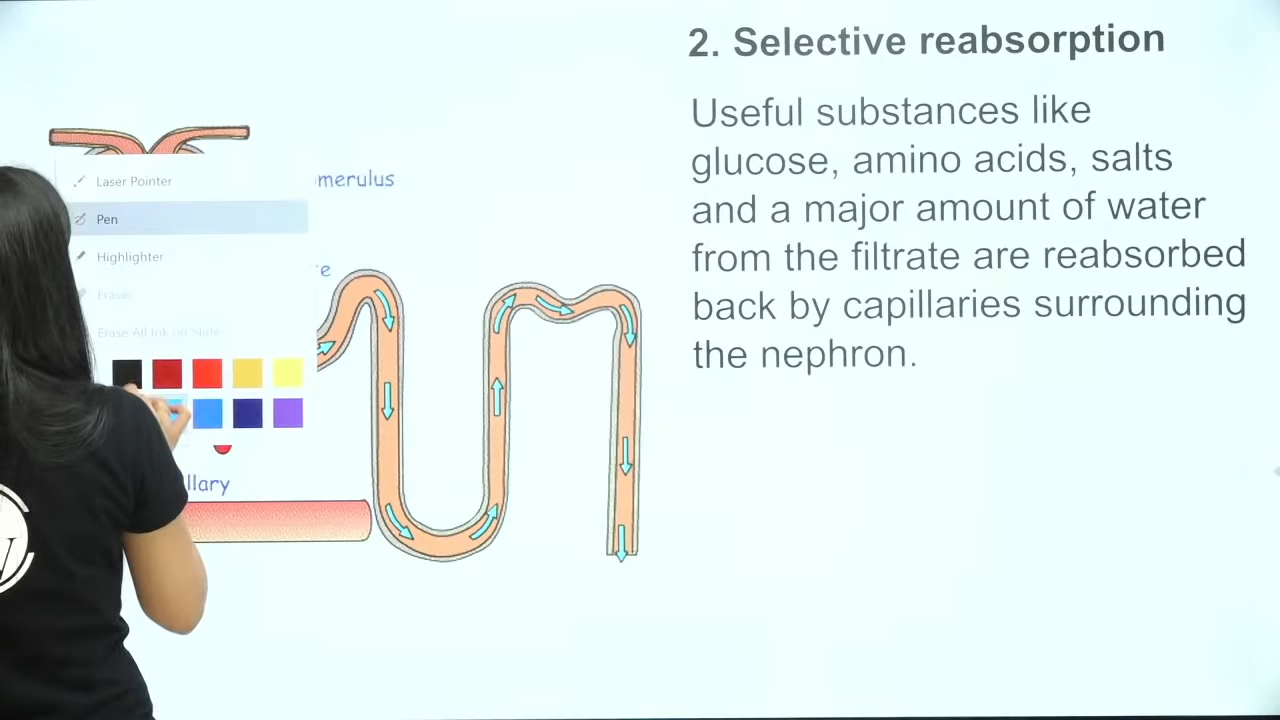 2. Selective reabsorption
Useful substances like
glucose, amino acids, salts
and a major amount of water
from the filtrate are reabsorbed
back by capillaries surrounding
the nephron.
Laser Pointer
merulus
Pen
Highlighter
re
Eraser
Erase All Ink on Slide
llary